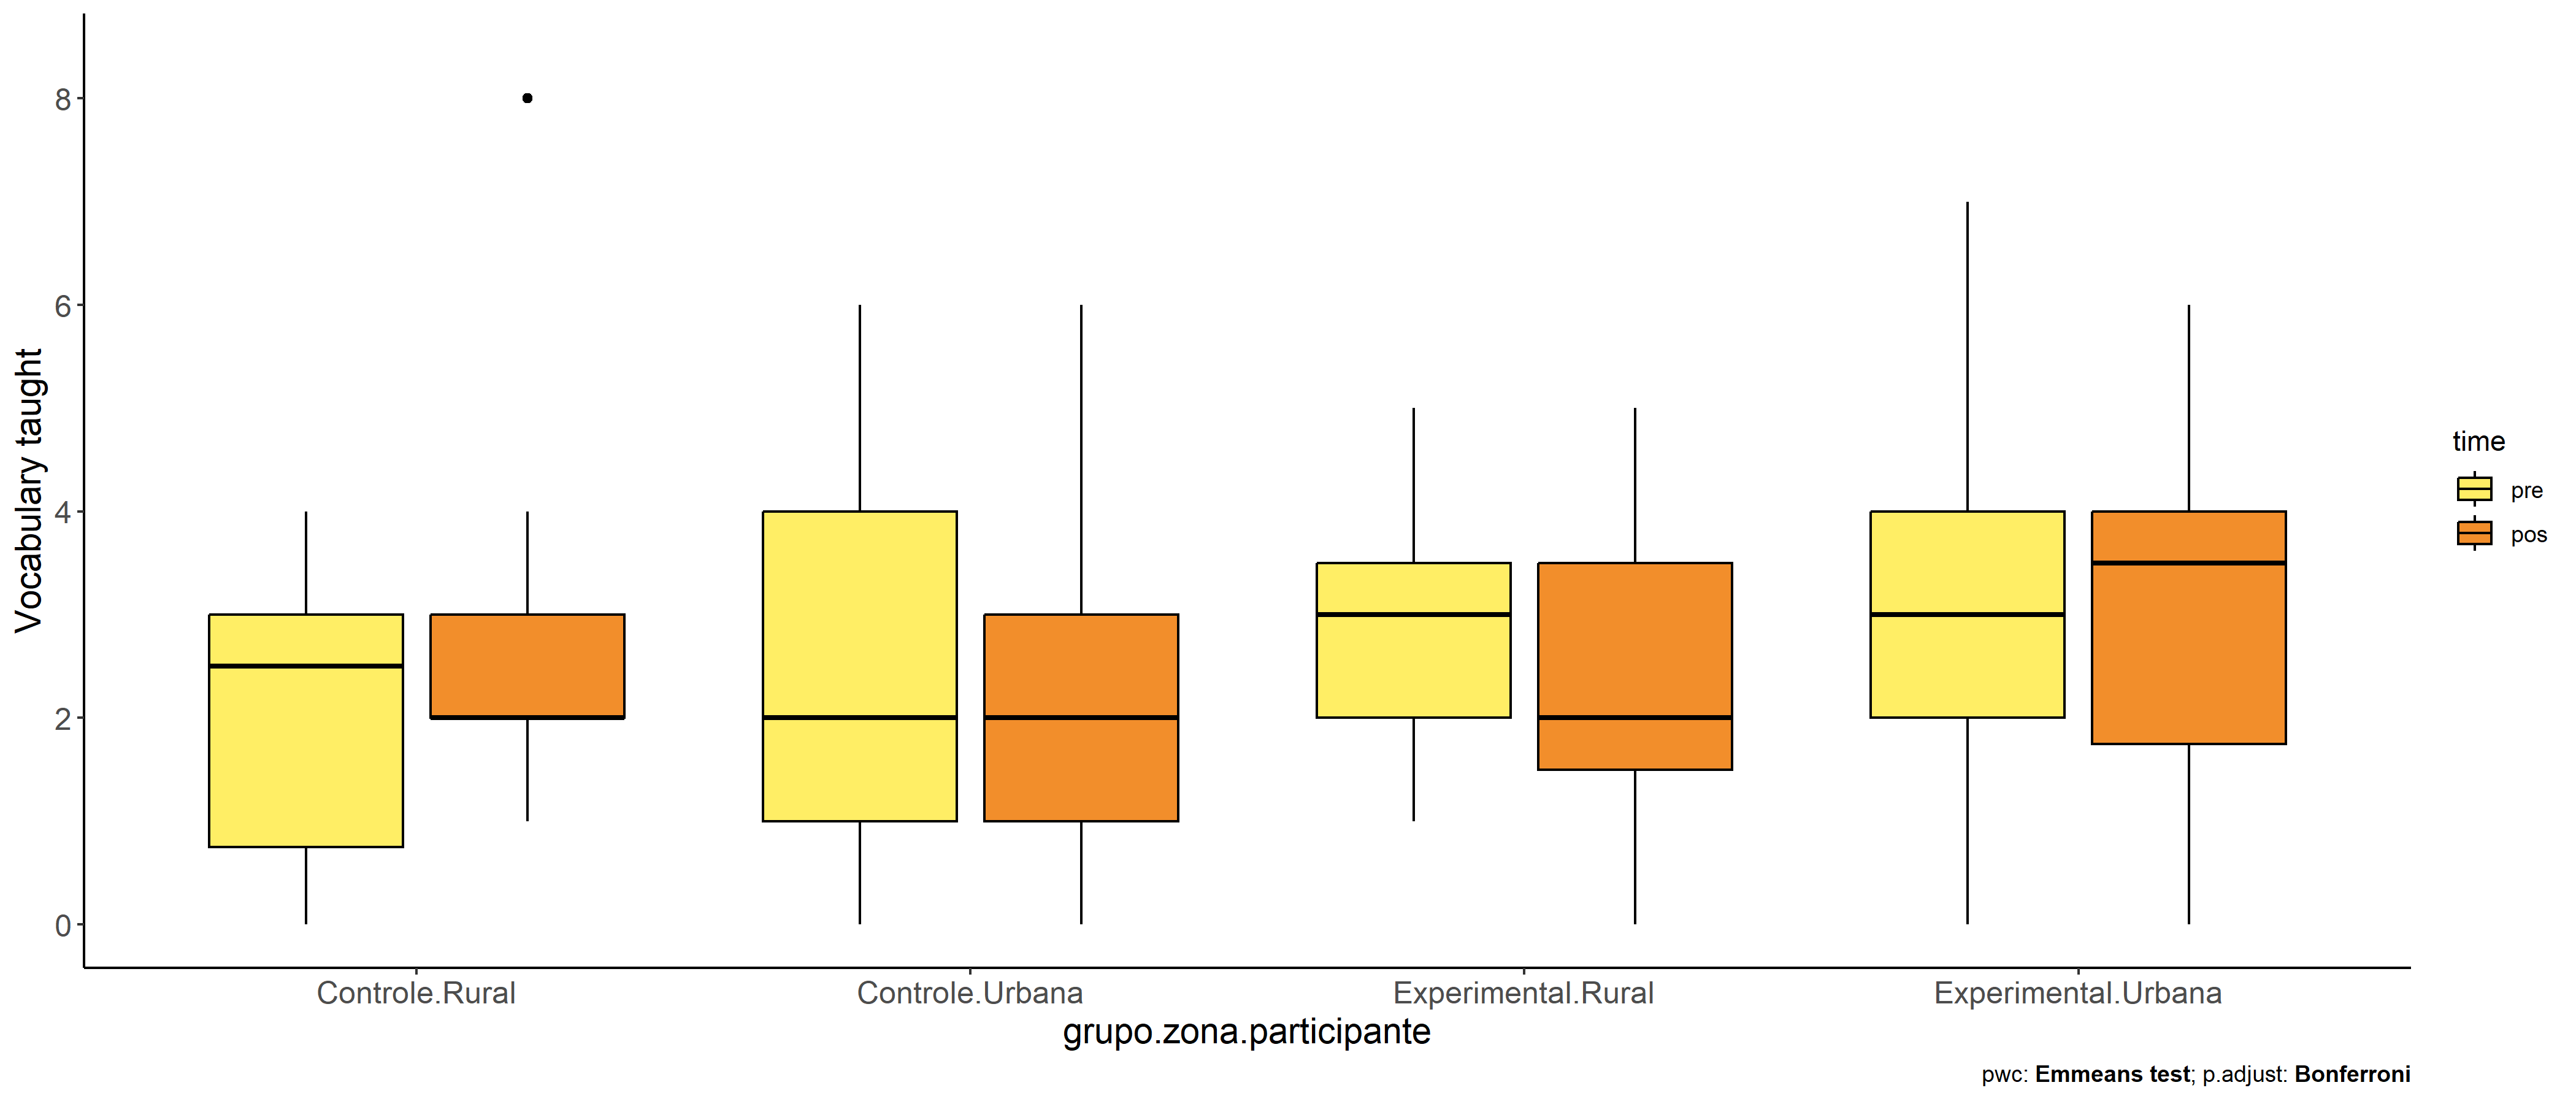 Vocabulary taught
8
6
4
2
0
Controle.Rural
Controle.Urbana
Experimental.Rural
Experimental.Urbana
grupo.zona.participante
time
pre
pos
pwc: Emmeans test; p.adjust: Bonferroni